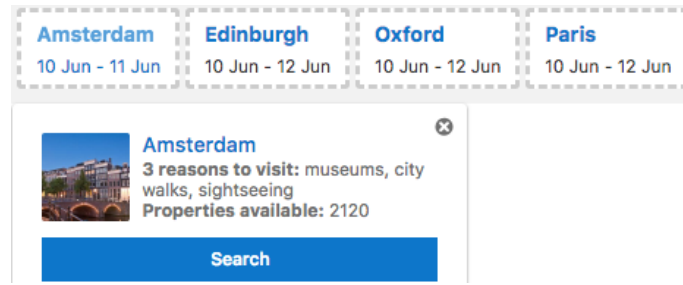 Amsterdam
10 Jun - 11 Jun
Edinburgh
10 Jun - 12 Jun
Oxford
10 Jun - 12 Jun
Paris
10 Jun - 12 Jun
Amsterdam
3 reasons to visit: museums, city
walks, sightseeing
Properties available: 2120
Search